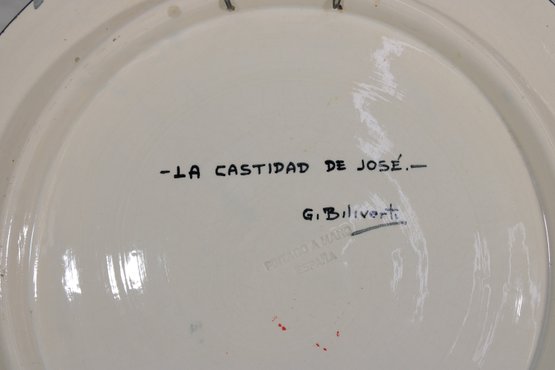 -LA CASTIDAD DE JOSÉ.-
G. Biliverti
PINTADO A MANO
ESPAÑA